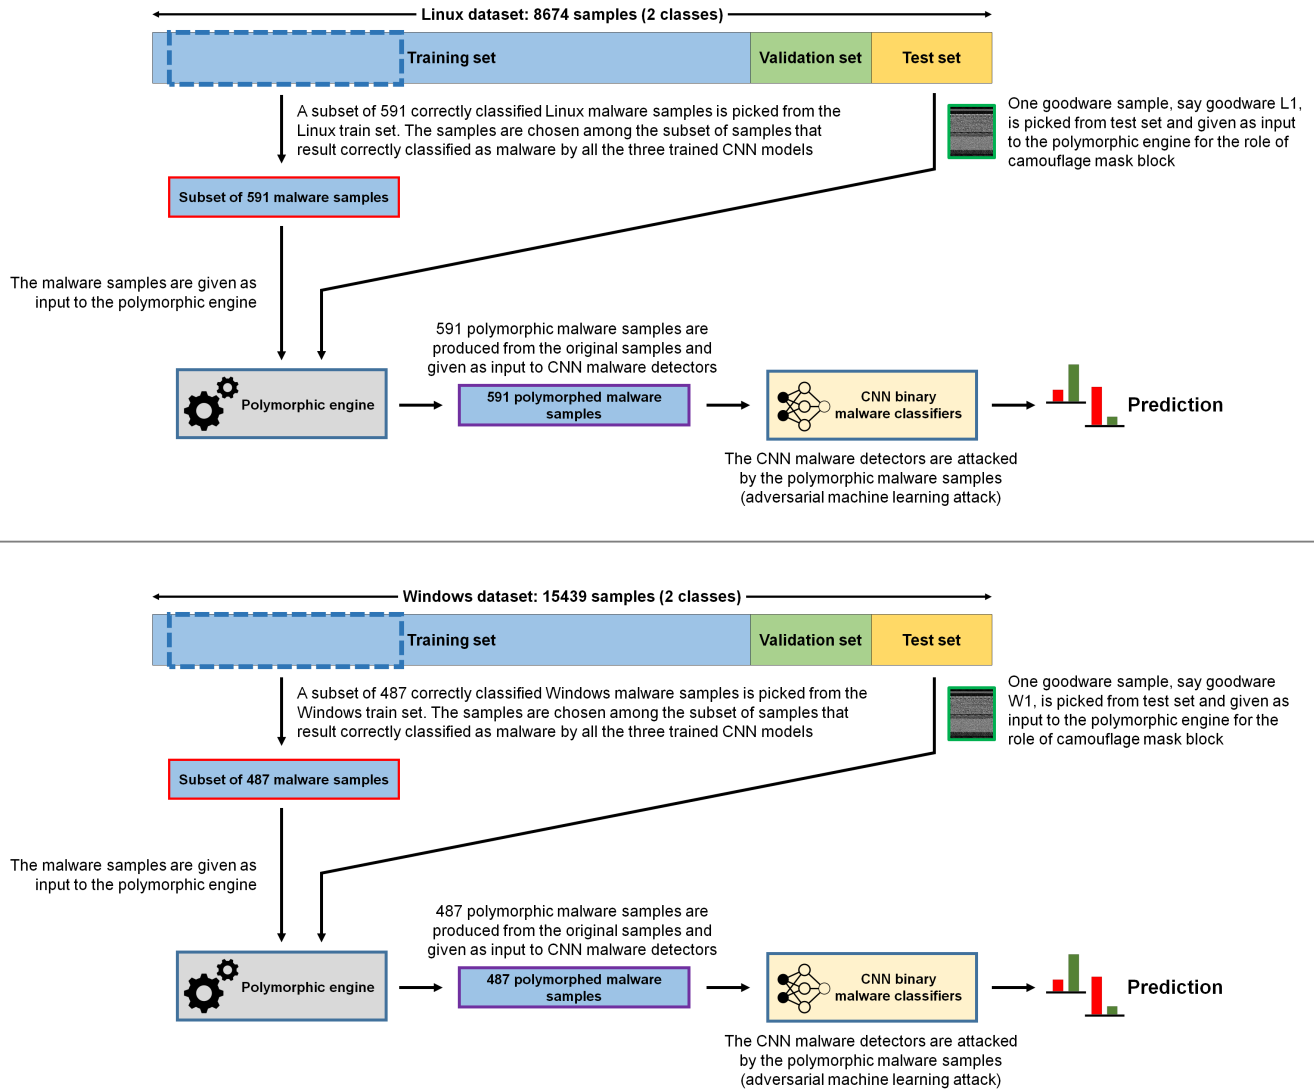 Linux dataset: 8674 samples (2 classes)
Training set
Validation set
Test set
A subset of 591 correctly classified Linux malware samples is picked from the
Linux train set. The samples are chosen among the subset of samples that
result correctly classified as malware by all the three trained CNN models
One goodware sample, say goodware L1,
is picked from test set and given as input
to the polymorphic engine for the role of
camouflage mask block
Subset of 591 malware samples
The malware samples are given as
input to the polymorphic engine
591 polymorphic malware samples are
produced from the original samples and
given as input to CNN malware detectors
Polymorphic engine
591 polymorphed malware
samples
CNN binary
malware classifiers
Prediction
The CNN malware detectors are attacked
by the polymorphic malware samples
(adversarial machine learning attack)
Windows dataset: 15439 samples (2 classes)
Training set
Validation set
Test set
A subset of 487 correctly classified Windows malware samples is picked from the
Windows train set. The samples are chosen among the subset of samples that
result correctly classified as malware by all the three trained CNN models
One goodware sample, say goodware
W1, is picked from test set and given as
input to the polymorphic engine for the
role of camouflage mask block
Subset of 487 malware samples
The malware samples are given as
input to the polymorphic engine
487 polymorphic malware samples are
produced from the original samples and
given as input to CNN malware detectors
Polymorphic engine
487 polymorphed malware
samples
CNN binary
malware classifiers
Prediction
The CNN malware detectors are attacked
by the polymorphic malware samples
(adversarial machine learning attack)